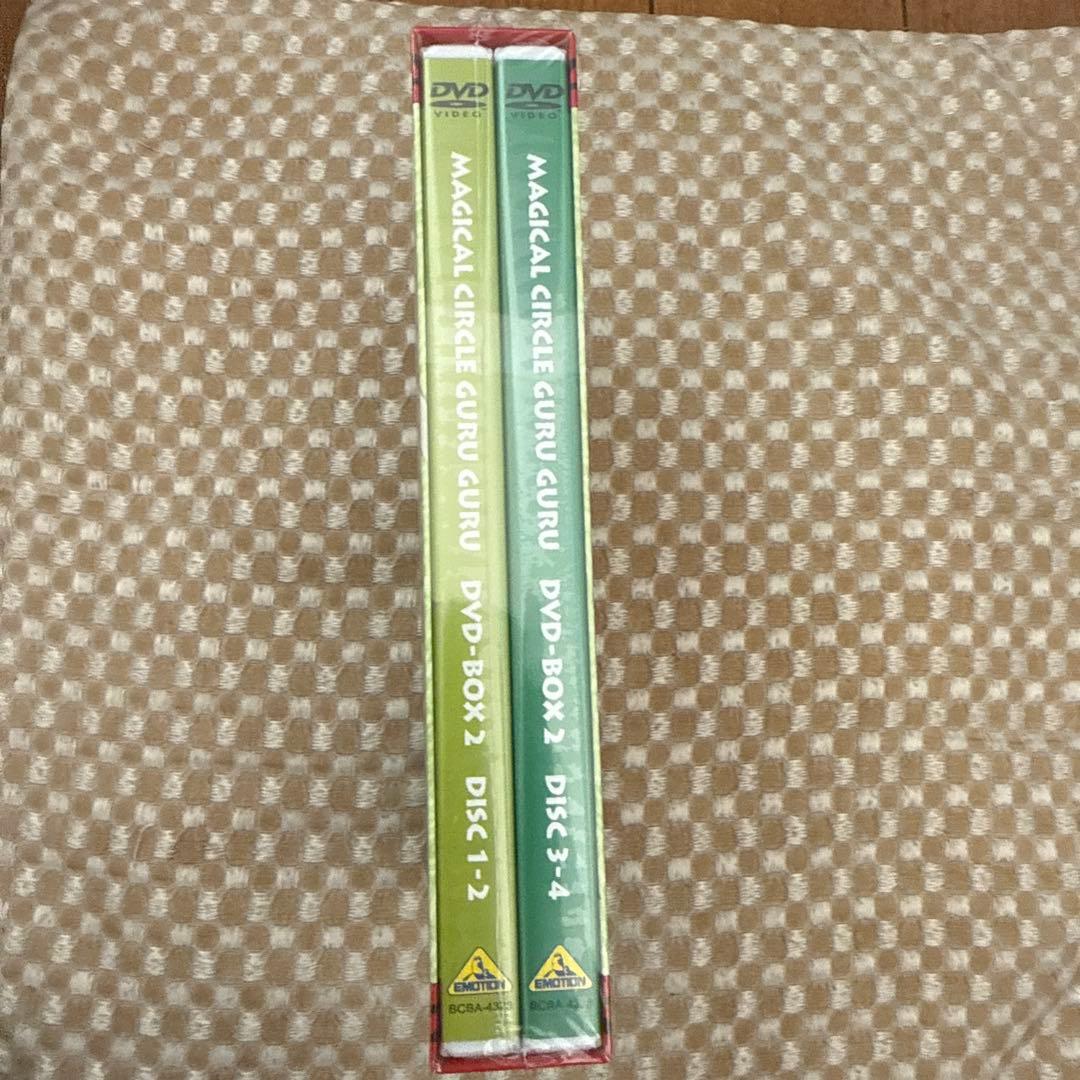 DVD
VIDEO
MAGICAL CIRCLE GURU GURU DVD-BOX 2 DISC 1-2
EMOTION
DVD
VIDEO
MAGICAL CIRCLE GURU GURU DVD-BOX 2 DISC 3-4
EMOTION